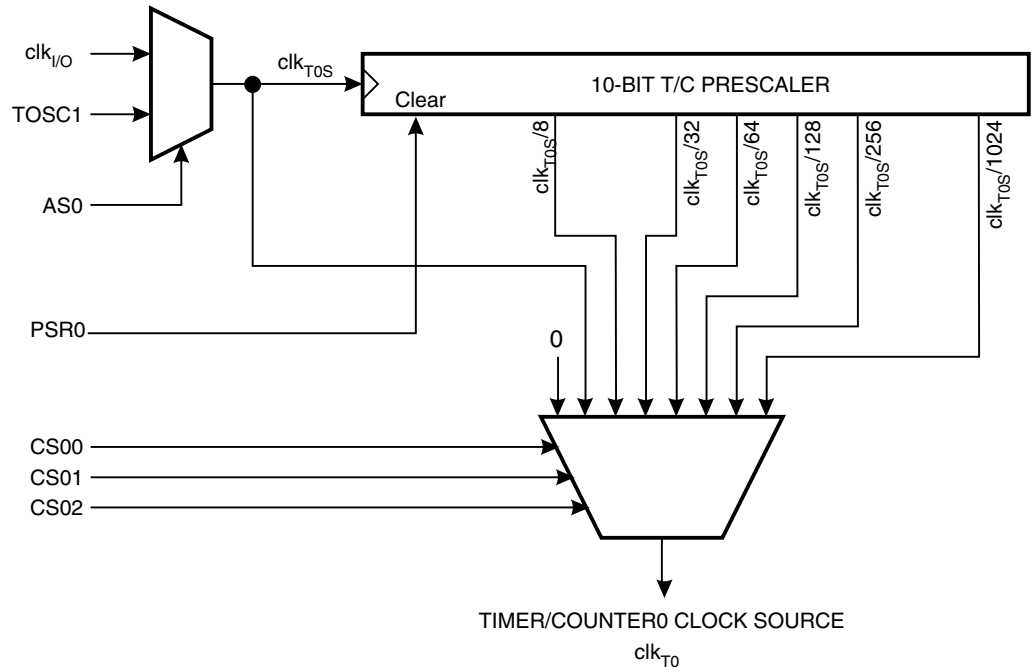 clkI/O
clkT0S
10-BIT T/C PRESCALER
TOSC1
Clear
clkT0S/8
clkT0S/32
clkT0S/64
clkT0S/128
clkT0S/256
clkT0S/1024
AS0
PSR0
0
CS00
CS01
CS02
TIMER/COUNTER0 CLOCK SOURCE
clkT0